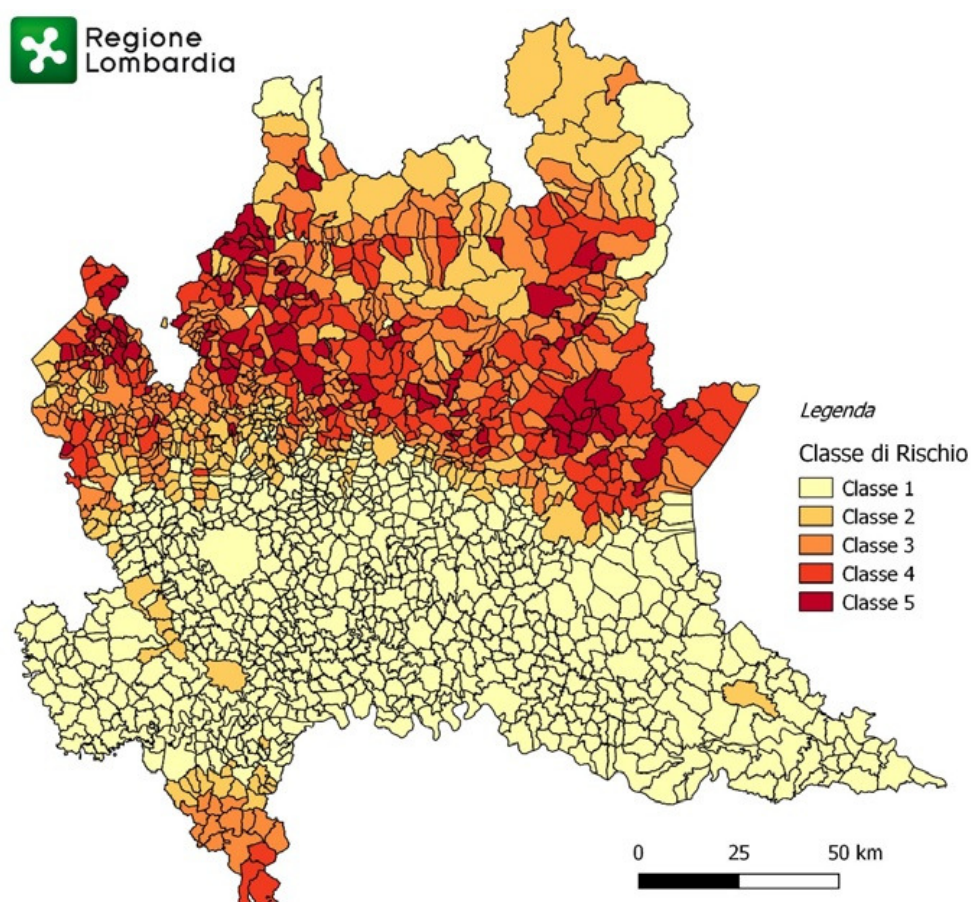 Regione
Lombardia
Legenda
Classe di Rischio
Classe 1
Classe 2
Classe 3
Classe 4
Classe 5
0 25 50 km